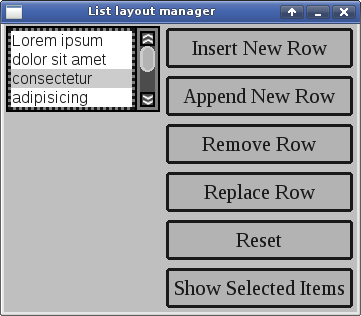 List layout manager
Lorem ipsum
dolor sit amet
consectetur
adipisicing
Insert New Row
Append New Row
Remove Row
Replace Row
Reset
Show Selected Items